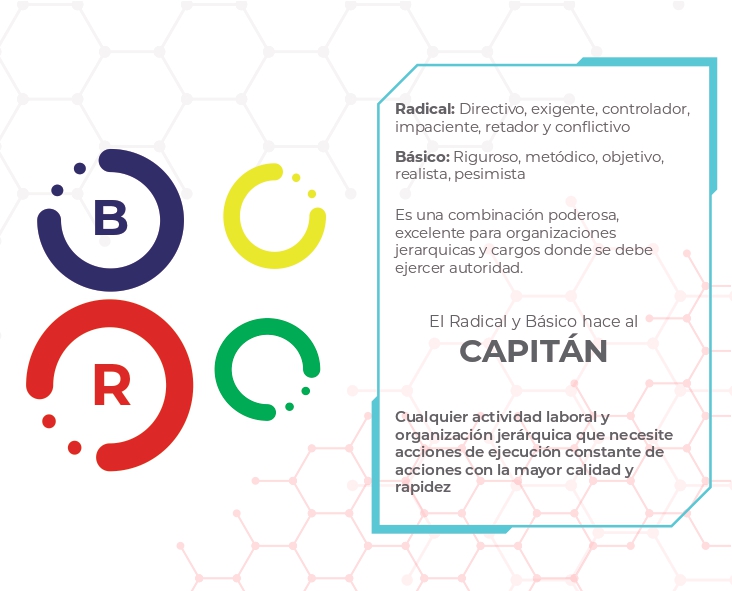 B
R
Radical: Directivo, exigente, controlador,
impaciente, retador y conflictivo
Básico: Riguroso, metódico, objetivo,
realista, pesimista
Es una combinación poderosa,
excelente para organizaciones
jerarquicas y cargos donde se debe
ejercer autoridad.
El Radical y Básico hace al
CAPITÁN
Cualquier actividad laboral y
organización jerárquica que necesite
acciones de ejecución constante de
acciones con la mayor calidad y
rapidez